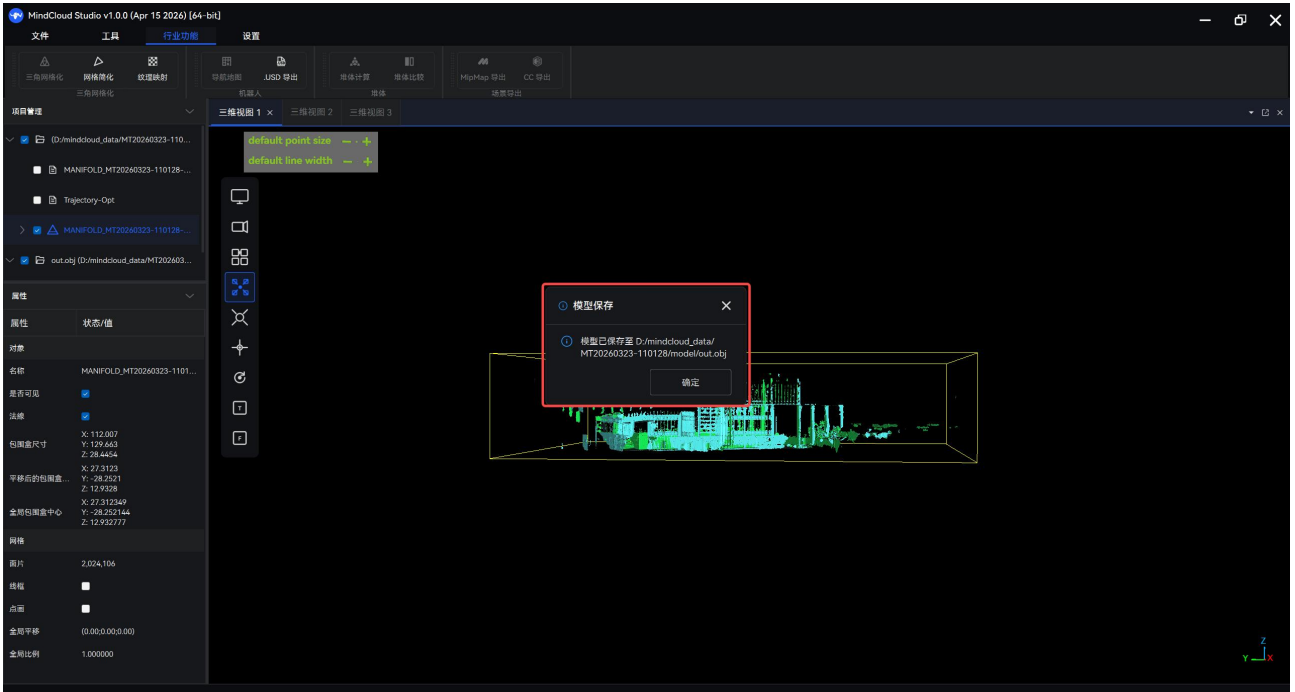 MindCloud Studio v1.0.0 (Apr 15 2026) [64-bit]
文件 工具 行业功能 设置
三角网格化 网格简化 纹理映射 导航地图 .USD 导出 堆体计算 堆体比较 MipMap 导出 CC 导出
三角网格化 机器人 堆体 场景导出
项目管理
三维视图 1 三维视图 2 三维视图 3
(D:/mindcloud_data/MT20260323-110...
MANIFOLD_MT20260323-110128-...
Trajectory-Opt
MANIFOLD_MT20260323-110128-...
out.obj (D:/mindcloud_data/MT202603...
default point size
default line width
T
F
属性
属性 状态/值
对象
名称 MANIFOLD_MT20260323-1101...
是否可见
法线
包围盒尺寸
X: 112.007
Y: 129.663
Z: 28.4454
平移后的包围盒...
X: 27.3123
Y: -28.2521
Z: 12.9328
全局包围盒中心
X: 27.312349
Y: -28.252144
Z: 12.932777
网格
面片 2,024,106
线框
点画
全局平移 (0.00;0.00;0.00)
全局比例 1.000000
模型保存
模型已保存至 D:/mindcloud_data/
MT20260323-110128/model/out.obj
确定
Z
Y X